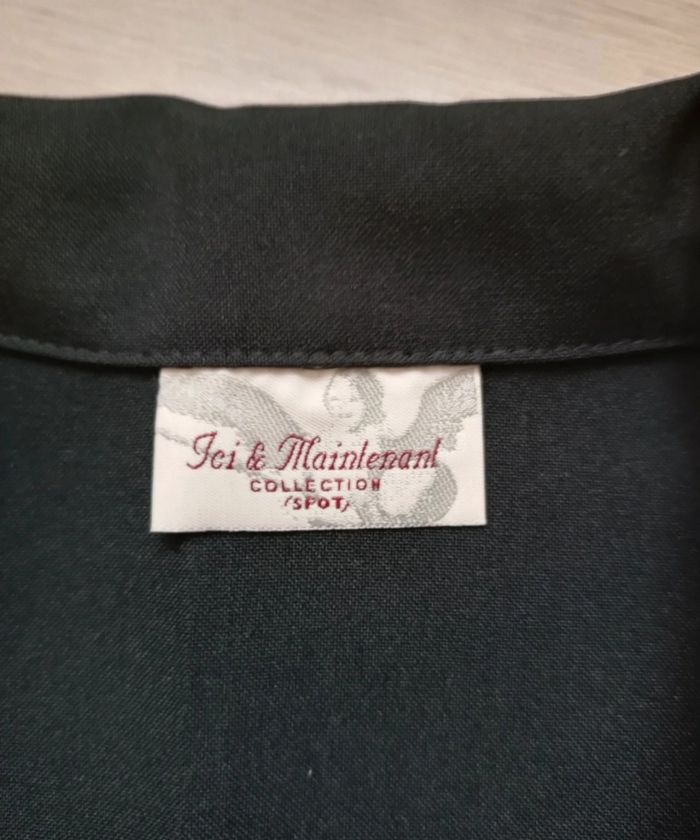 Ici & Maintenant
COLLECTION
/SPOT/